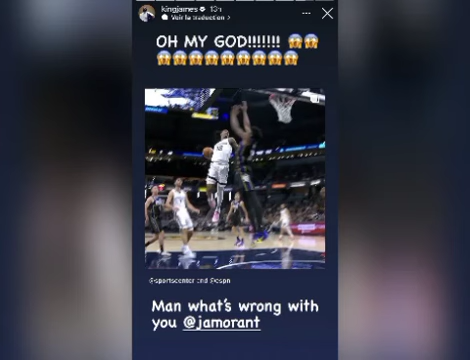 kingjames 13h
Voir la traduction >
OH MY GOD!!!!!!! 😱😱
😱😱😱😱😱😱😱😱😱
@sportscenter and @espn
Man what's wrong with
you @jamorant